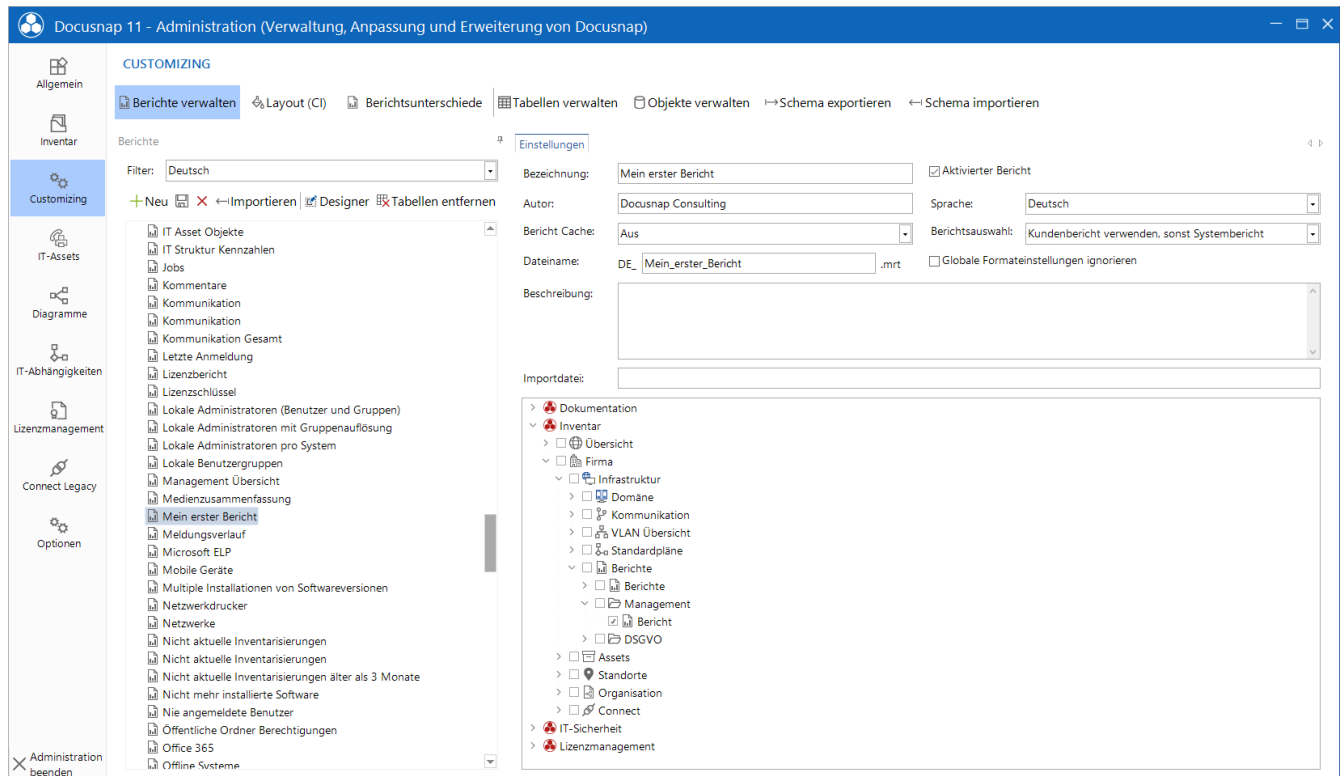 Docusnap 11 - Administration (Verwaltung, Anpassung und Erweiterung von Docusnap)
Allgemein
Inventar
Customizing
IT-Assets
Diagramme
IT-Abhängigkeiten
Lizenzmanagement
Connect Legacy
Optionen
Administration
beenden
CUSTOMIZING
Berichte verwalten Layout (CI) Berichtsunterschiede Tabellen verwalten Objekte verwalten Schema exportieren Schema importieren
Berichte
Filter: Deutsch
Neu Importieren Designer Tabellen entfernen
IT Asset Objekte
IT Struktur Kennzahlen
Jobs
Kommentare
Kommunikation
Kommunikation
Kommunikation Gesamt
Letzte Anmeldung
Lizenzbericht
Lizenzschlüssel
Lokale Administratoren (Benutzer und Gruppen)
Lokale Administratoren mit Gruppenauflösung
Lokale Administratoren pro System
Lokale Benutzergruppen
Management Übersicht
Medienzusammenfassung
Mein erster Bericht
Meldungsverlauf
Microsoft ELP
Mobile Geräte
Multiple Installationen von Softwareversionen
Netzwerkdrucker
Netzwerke
Nicht aktuelle Inventarisierungen
Nicht aktuelle Inventarisierungen
Nicht aktuelle Inventarisierungen älter als 3 Monate
Nicht mehr installierte Software
Nie angemeldete Benutzer
Öffentliche Ordner Berechtigungen
Office 365
Offline Systeme
Einstellungen
Bezeichnung: Mein erster Bericht Aktivierter Bericht
Autor: Docusnap Consulting Sprache: Deutsch
Bericht Cache: Aus Berichtsauswahl: Kundenbericht verwenden, sonst Systembericht
Dateiname: DE_ Mein_erster_Bericht .mrt Globale Formateinstellungen ignorieren
Beschreibung:
Importdatei:
Dokumentation
Inventar
Übersicht
Firma
Infrastruktur
Domäne
Kommunikation
VLAN Übersicht
Standardpläne
Berichte
Berichte
Management
Bericht
DSGVO
Assets
Standorte
Organisation
Connect
IT-Sicherheit
Lizenzmanagement